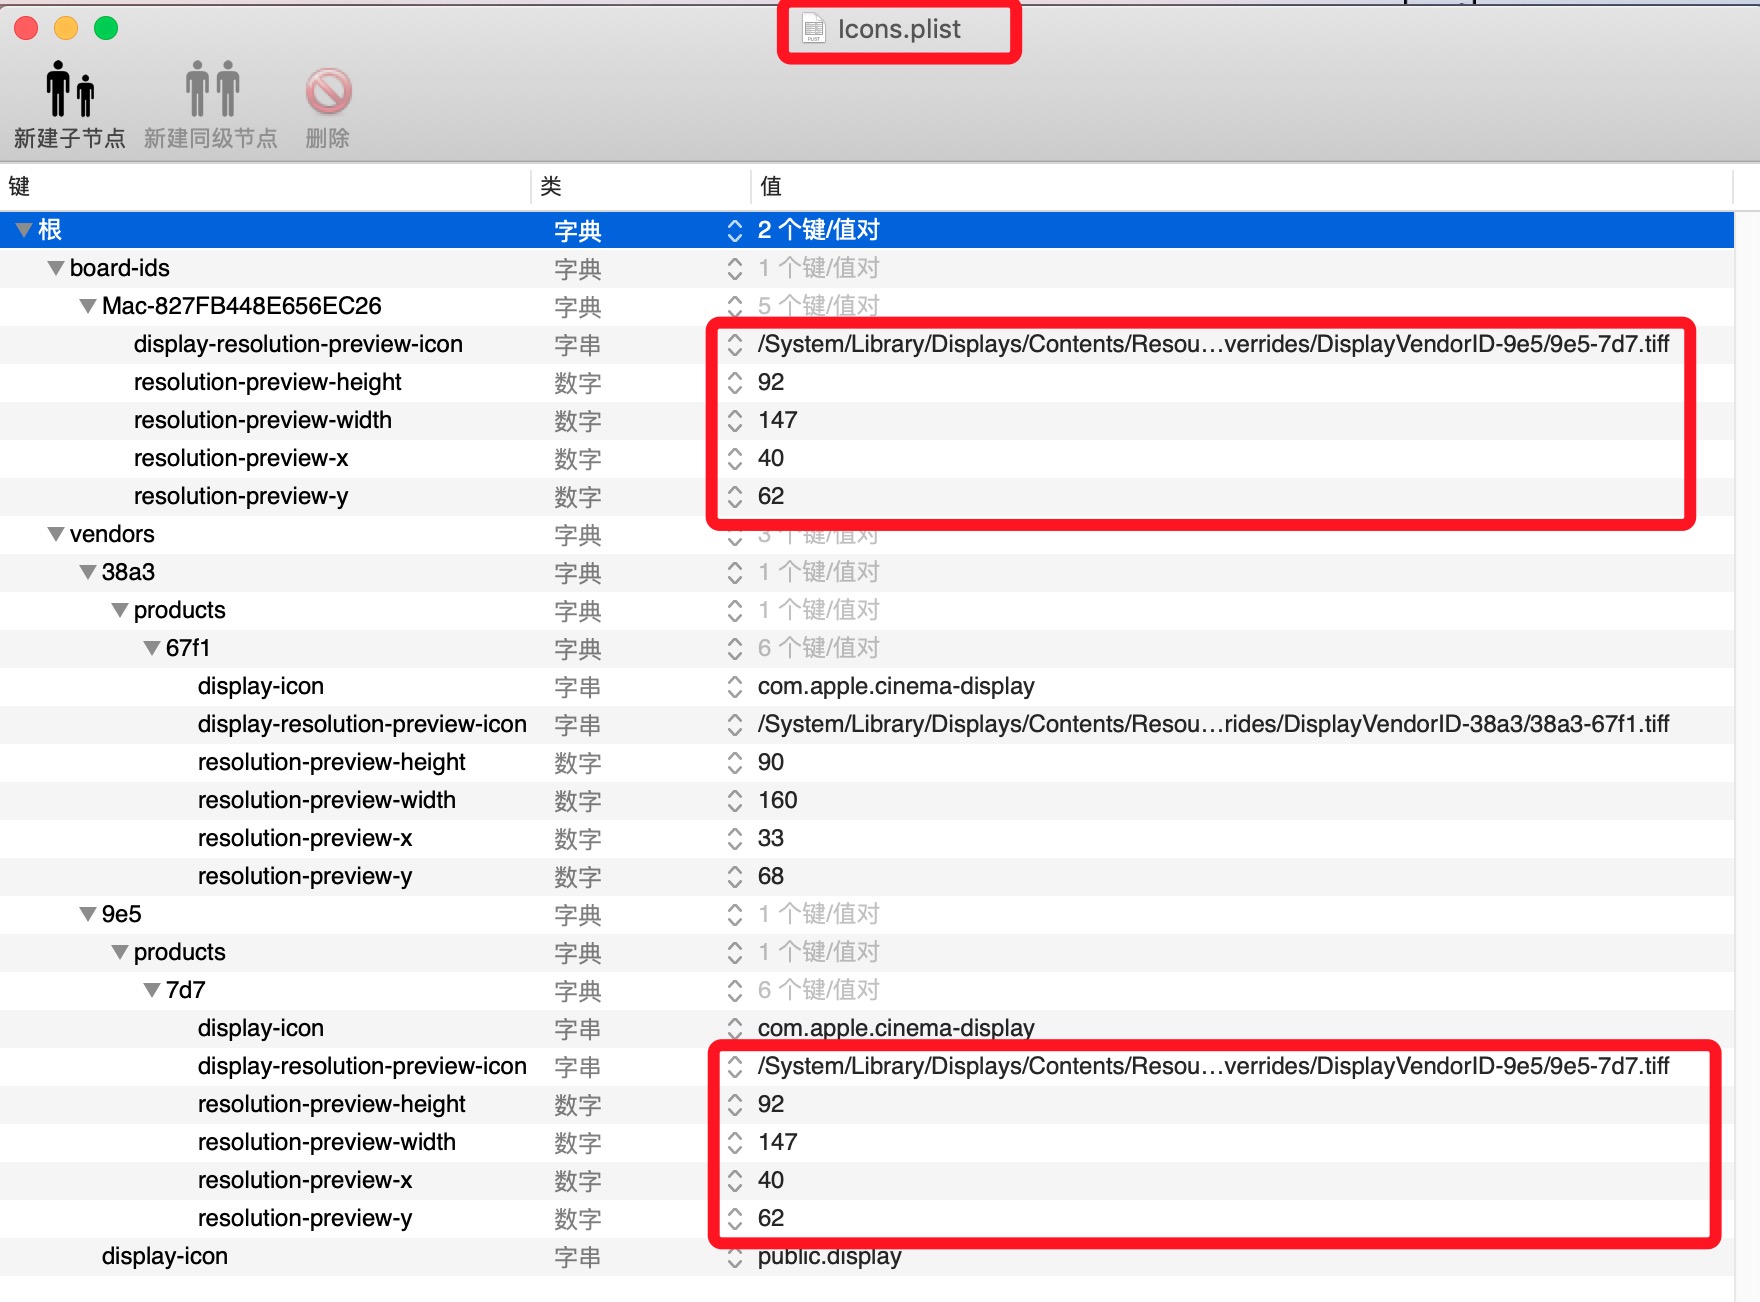 Icons.plist
新建子节点 新建同级节点 删除
键 类 值
根 字典 2 个键/值对
board-ids 字典 1 个键/值对
Mac-827FB448E656EC26 字典 5 个键/值对
display-resolution-preview-icon 字串 /System/Library/Displays/Contents/Resou…verrides/DisplayVendorID-9e5/9e5-7d7.tiff
resolution-preview-height 数字 92
resolution-preview-width 数字 147
resolution-preview-x 数字 40
resolution-preview-y 数字 62
vendors 字典 3 个键/值对
38a3 字典 1 个键/值对
products 字典 1 个键/值对
67f1 字典 6 个键/值对
display-icon 字串 com.apple.cinema-display
display-resolution-preview-icon 字串 /System/Library/Displays/Contents/Resou…rides/DisplayVendorID-38a3/38a3-67f1.tiff
resolution-preview-height 数字 90
resolution-preview-width 数字 160
resolution-preview-x 数字 33
resolution-preview-y 数字 68
9e5 字典 1 个键/值对
products 字典 1 个键/值对
7d7 字典 6 个键/值对
display-icon 字串 com.apple.cinema-display
display-resolution-preview-icon 字串 /System/Library/Displays/Contents/Resou…verrides/DisplayVendorID-9e5/9e5-7d7.tiff
resolution-preview-height 数字 92
resolution-preview-width 数字 147
resolution-preview-x 数字 40
resolution-preview-y 数字 62
display-icon 字串 public.display